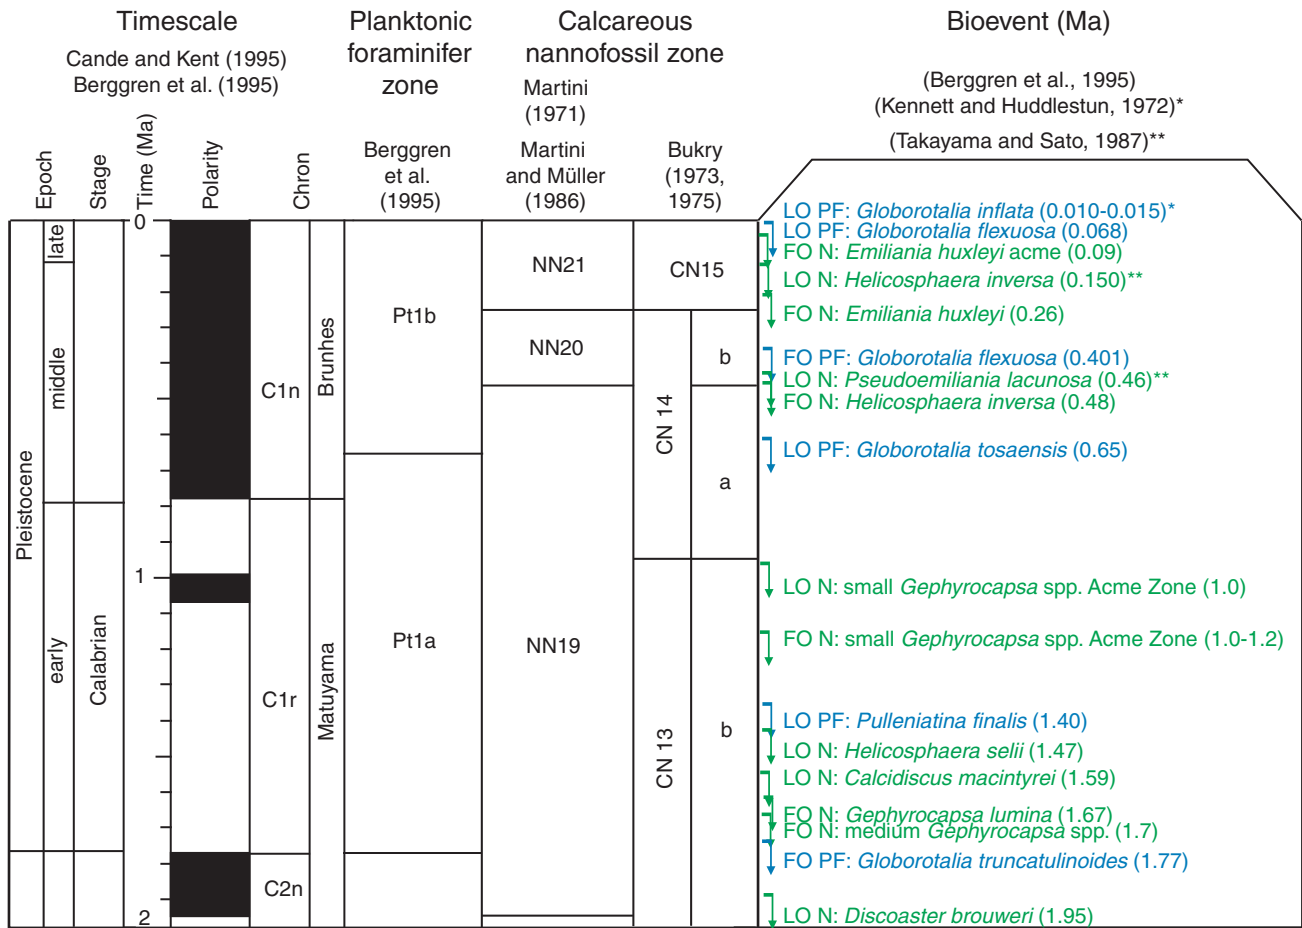 Timescale
Cande and Kent (1995)
Berggren et al. (1995)
Planktonic
foraminifer
zone
Calcareous
nannofossil zone
Martini
(1971)
Bioevent (Ma)
(Berggren et al., 1995)
(Kennett and Huddlestun, 1972)*
(Takayama and Sato, 1987)**
Epoch
Stage
Time (Ma)
Polarity
Chron
Berggren
et al.
(1995)
Martini
and Müller
(1986)
Bukry
(1973,
1975)
0
1
2
Pleistocene
late
middle
early
Calabrian
C1n
C1r
C2n
Brunhes
Matuyama
Pt1b
Pt1a
NN21
NN20
NN19
CN15
CN 14
b
a
CN 13
b
LO PF: Globorotalia inflata (0.010-0.015)*
LO PF: Globorotalia flexuosa (0.068)
FO N: Emiliania huxleyi acme (0.09)
LO N: Helicosphaera inversa (0.150)**
FO N: Emiliania huxleyi (0.26)
FO PF: Globorotalia flexuosa (0.401)
LO N: Pseudoemiliania lacunosa (0.46)**
FO N: Helicosphaera inversa (0.48)
LO PF: Globorotalia tosaensis (0.65)
LO N: small Gephyrocapsa spp. Acme Zone (1.0)
FO N: small Gephyrocapsa spp. Acme Zone (1.0-1.2)
LO PF: Pulleniatina finalis (1.40)
LO N: Helicosphaera selii (1.47)
LO N: Calcidiscus macintyrei (1.59)
FO N: Gephyrocapsa lumina (1.67)
FO N: medium Gephyrocapsa spp. (1.7)
FO PF: Globorotalia truncatulinoides (1.77)
LO N: Discoaster brouweri (1.95)